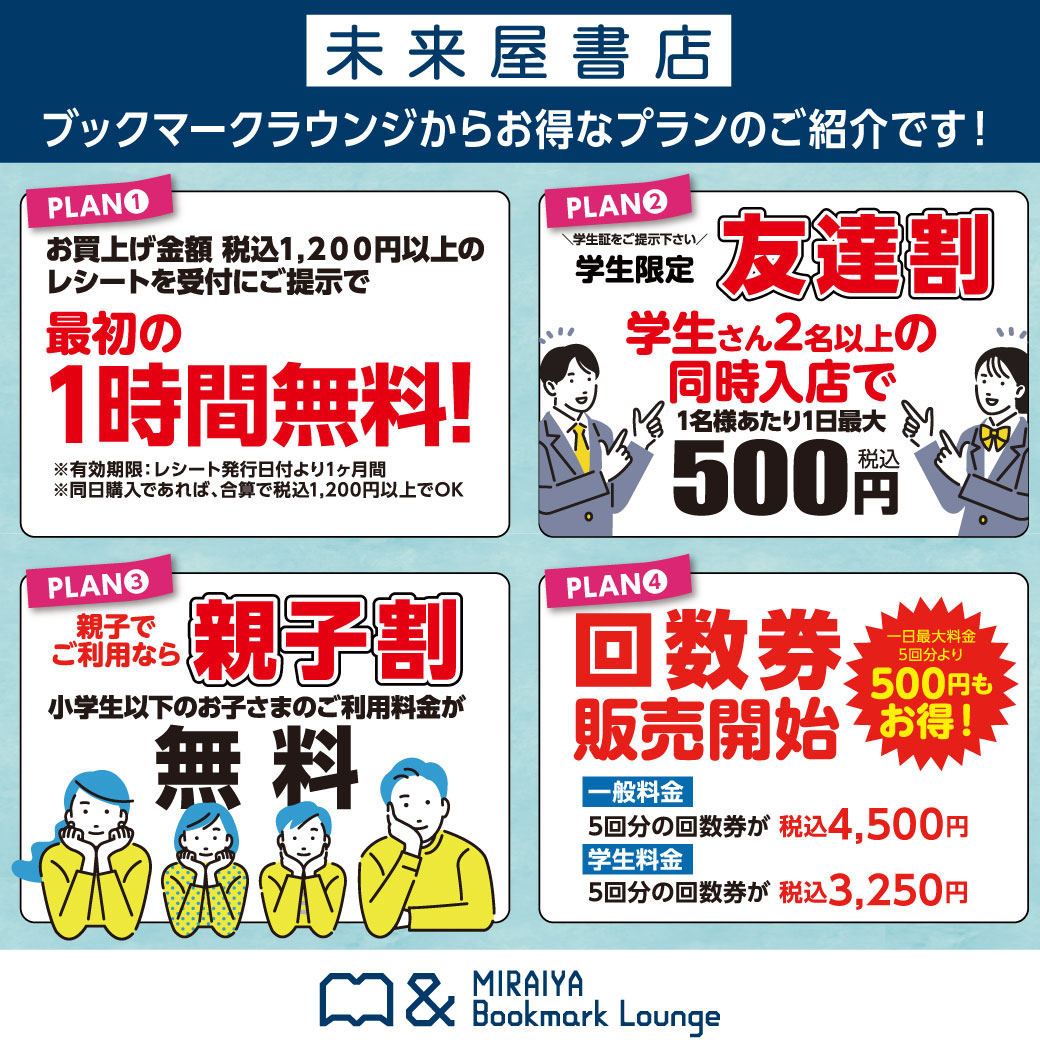 未来屋書店
ブックマークラウンジからお得なプランのご紹介です!
PLAN❶
お買上げ金額 税込1,200円以上の
レシートを受付にご提示で
最初の
1時間無料!
※有効期限:レシート発行日付より1ヶ月間
※同日購入であれば、合算で税込1,200円以上でOK
PLAN❷
\学生証をご提示下さい/
学生限定
友達割
学生さん2名以上の
同時入店で
1名様あたり1日最大
500円 税込
PLAN❸
親子で
ご利用なら
親子割
小学生以下のお子さまのご利用料金が
無料
PLAN❹
回数券
販売開始
一日最大料金
5回分より
500円も
お得!
一般料金
5回分の回数券が 税込4,500円
学生料金
5回分の回数券が 税込3,250円
&
MIRAIYA
Bookmark Lounge